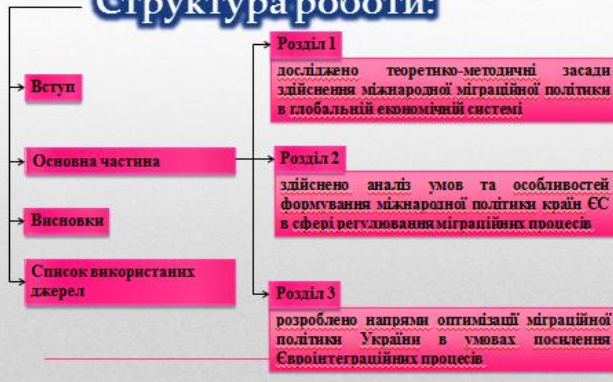 Структура роботи:
Вступ
Основна частина
Висновки
Список використаних
джерел
Розділ 1
досліджено теоретико-методичні засади
здійснення міжнародної міграційної політики
в глобальній економічній системі
Розділ 2
здійснено аналіз умов та особливостей
формування міжнародної політики країн ЄС
в сфері регулювання міграційних процесів
Розділ 3
розроблено напрями оптимізації міграційної
політики України в умовах посилення
Євроінтеграційних процесів